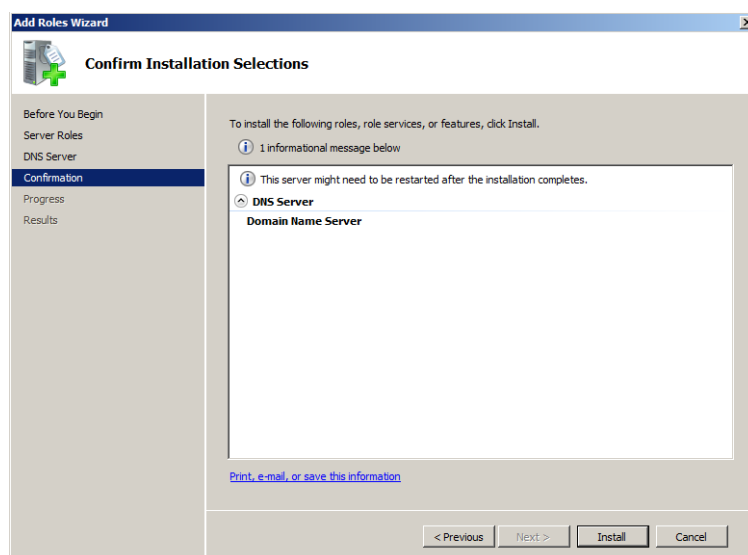 Add Roles Wizard
Confirm Installation Selections
Before You Begin
Server Roles
DNS Server
Confirmation
Progress
Results
To install the following roles, role services, or features, click Install.
1 informational message below
This server might need to be restarted after the installation completes.
DNS Server
Domain Name Server
Print, e-mail, or save this information
< Previous
Next >
Install
Cancel